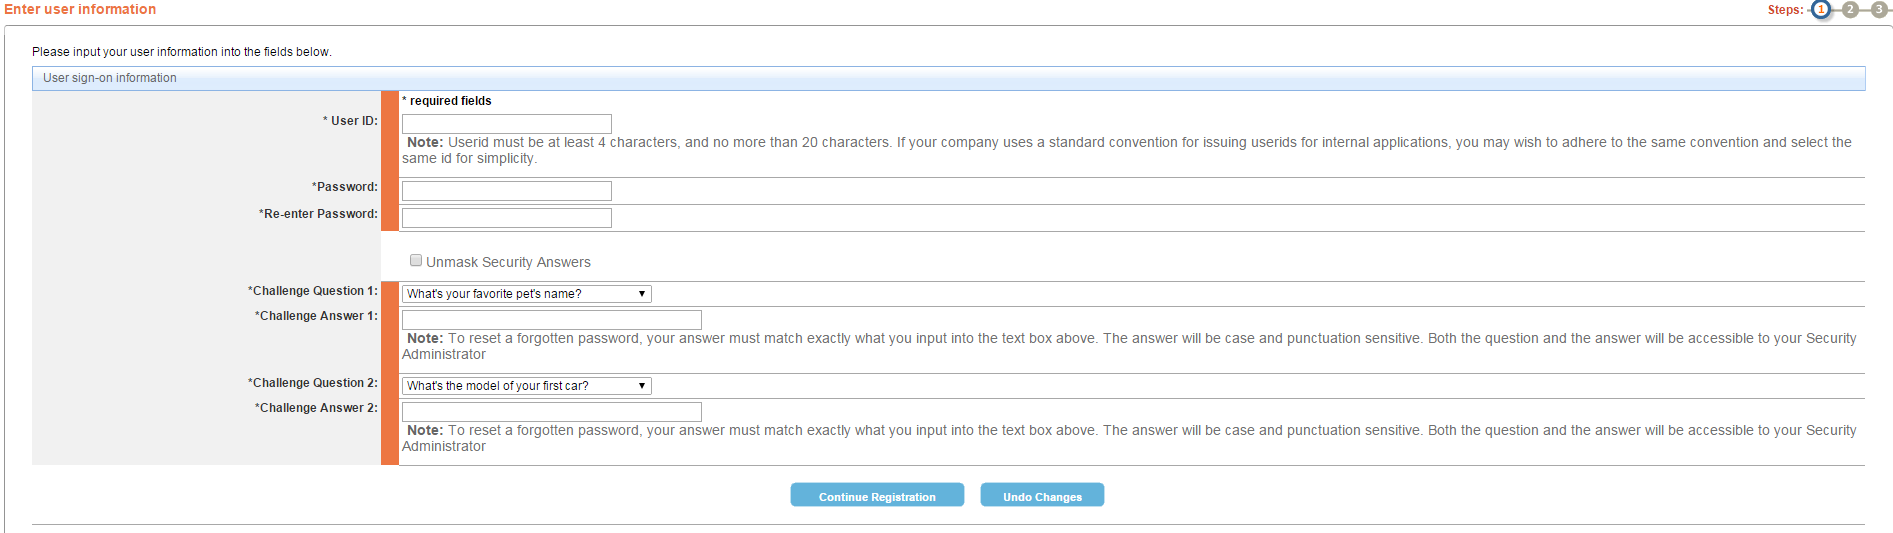 Enter user information
Steps: 1 2 3
Please input your user information into the fields below.
User sign-on information
* required fields
* User ID:
Note: Userid must be at least 4 characters, and no more than 20 characters. If your company uses a standard convention for issuing userids for internal applications, you may wish to adhere to the same convention and select the
same id for simplicity.
*Password:
*Re-enter Password:
Unmask Security Answers
*Challenge Question 1: What's your favorite pet's name?
*Challenge Answer 1:
Note: To reset a forgotten password, your answer must match exactly what you input into the text box above. The answer will be case and punctuation sensitive. Both the question and the answer will be accessible to your Security
Administrator
*Challenge Question 2: What's the model of your first car?
*Challenge Answer 2:
Note: To reset a forgotten password, your answer must match exactly what you input into the text box above. The answer will be case and punctuation sensitive. Both the question and the answer will be accessible to your Security
Administrator
Continue Registration Undo Changes